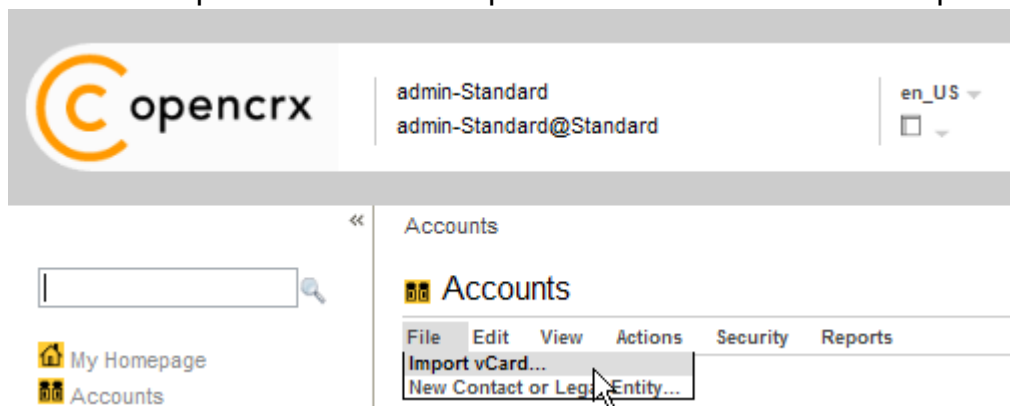 opencrx
admin-Standard
admin-Standard@Standard
en_US
«
Accounts
Accounts
File Edit View Actions Security Reports
Import vCard...
New Contact or Legal Entity...
My Homepage
Accounts